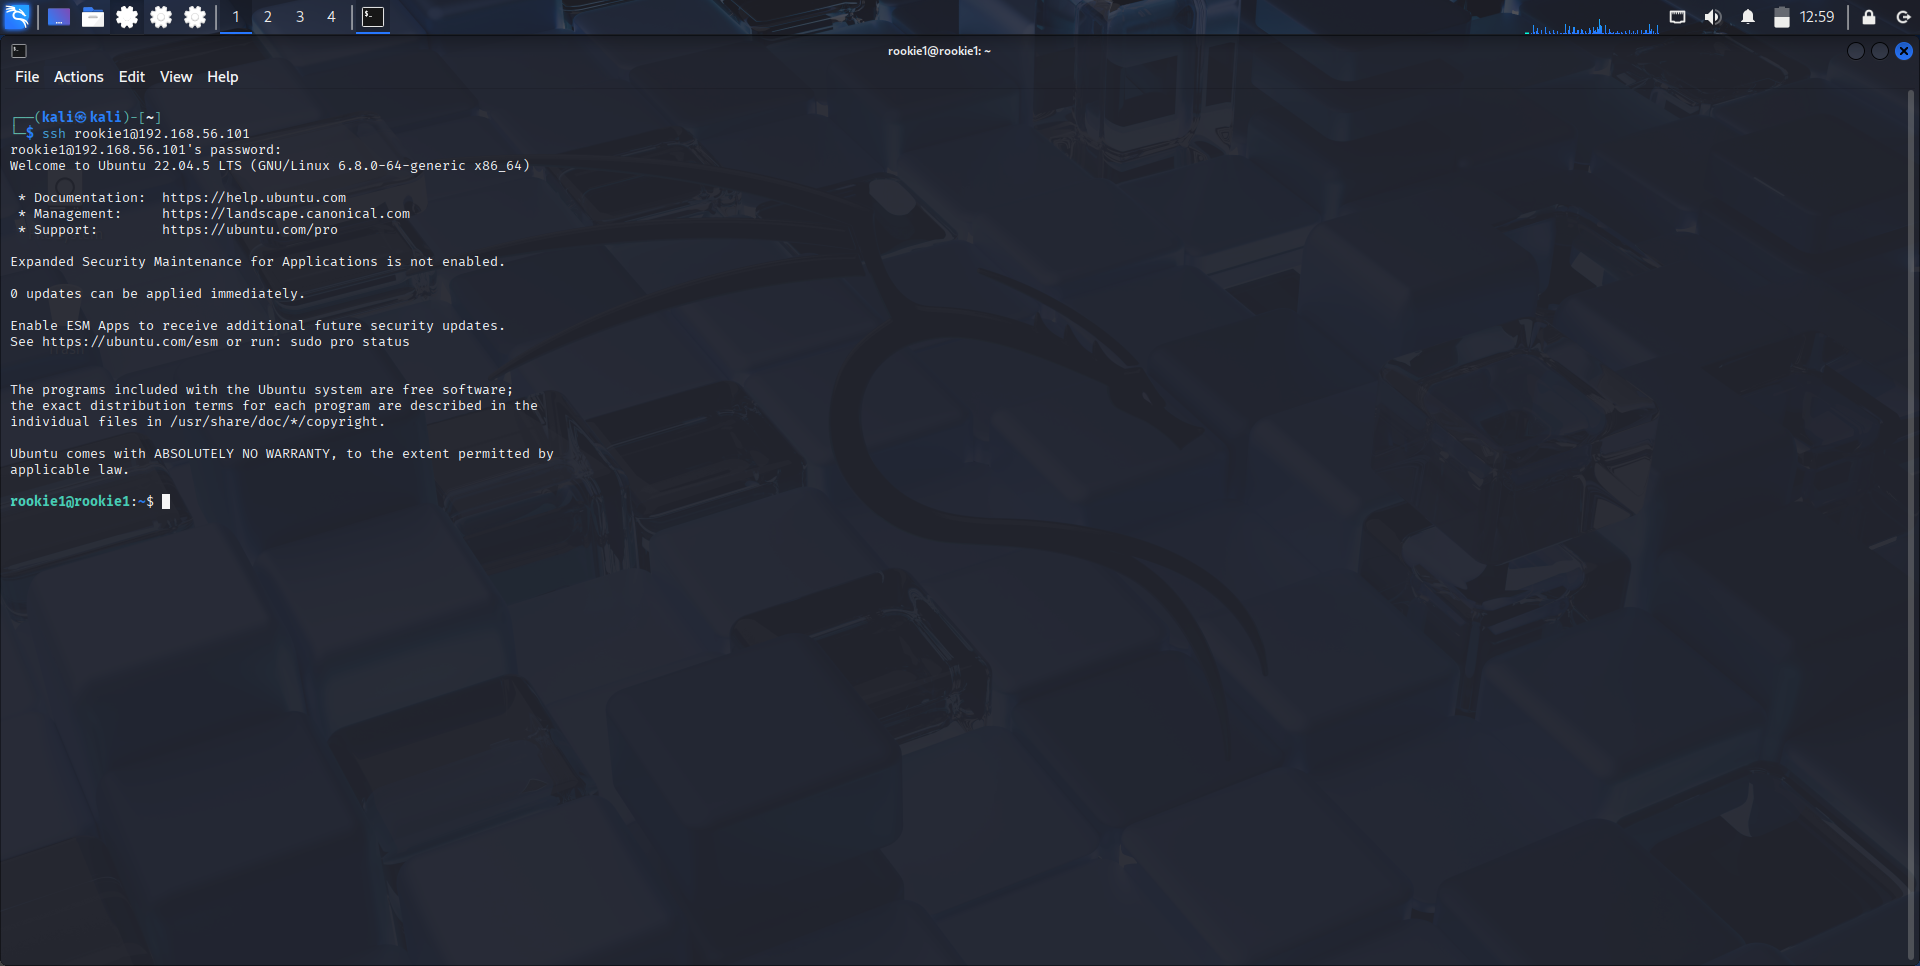 1 2 3 4
12:59
rookie1@rookie1: ~
File Actions Edit View Help
┌──(kali㉿kali)-[~]
└─$ ssh rookie1@192.168.56.101
rookie1@192.168.56.101's password:
Welcome to Ubuntu 22.04.5 LTS (GNU/Linux 6.8.0-64-generic x86_64)
* Documentation:  https://help.ubuntu.com
* Management:     https://landscape.canonical.com
* Support:        https://ubuntu.com/pro
Expanded Security Maintenance for Applications is not enabled.
0 updates can be applied immediately.
Enable ESM Apps to receive additional future security updates.
See https://ubuntu.com/esm or run: sudo pro status
The programs included with the Ubuntu system are free software;
the exact distribution terms for each program are described in the
individual files in /usr/share/doc/*/copyright.
Ubuntu comes with ABSOLUTELY NO WARRANTY, to the extent permitted by
applicable law.
rookie1@rookie1:~$